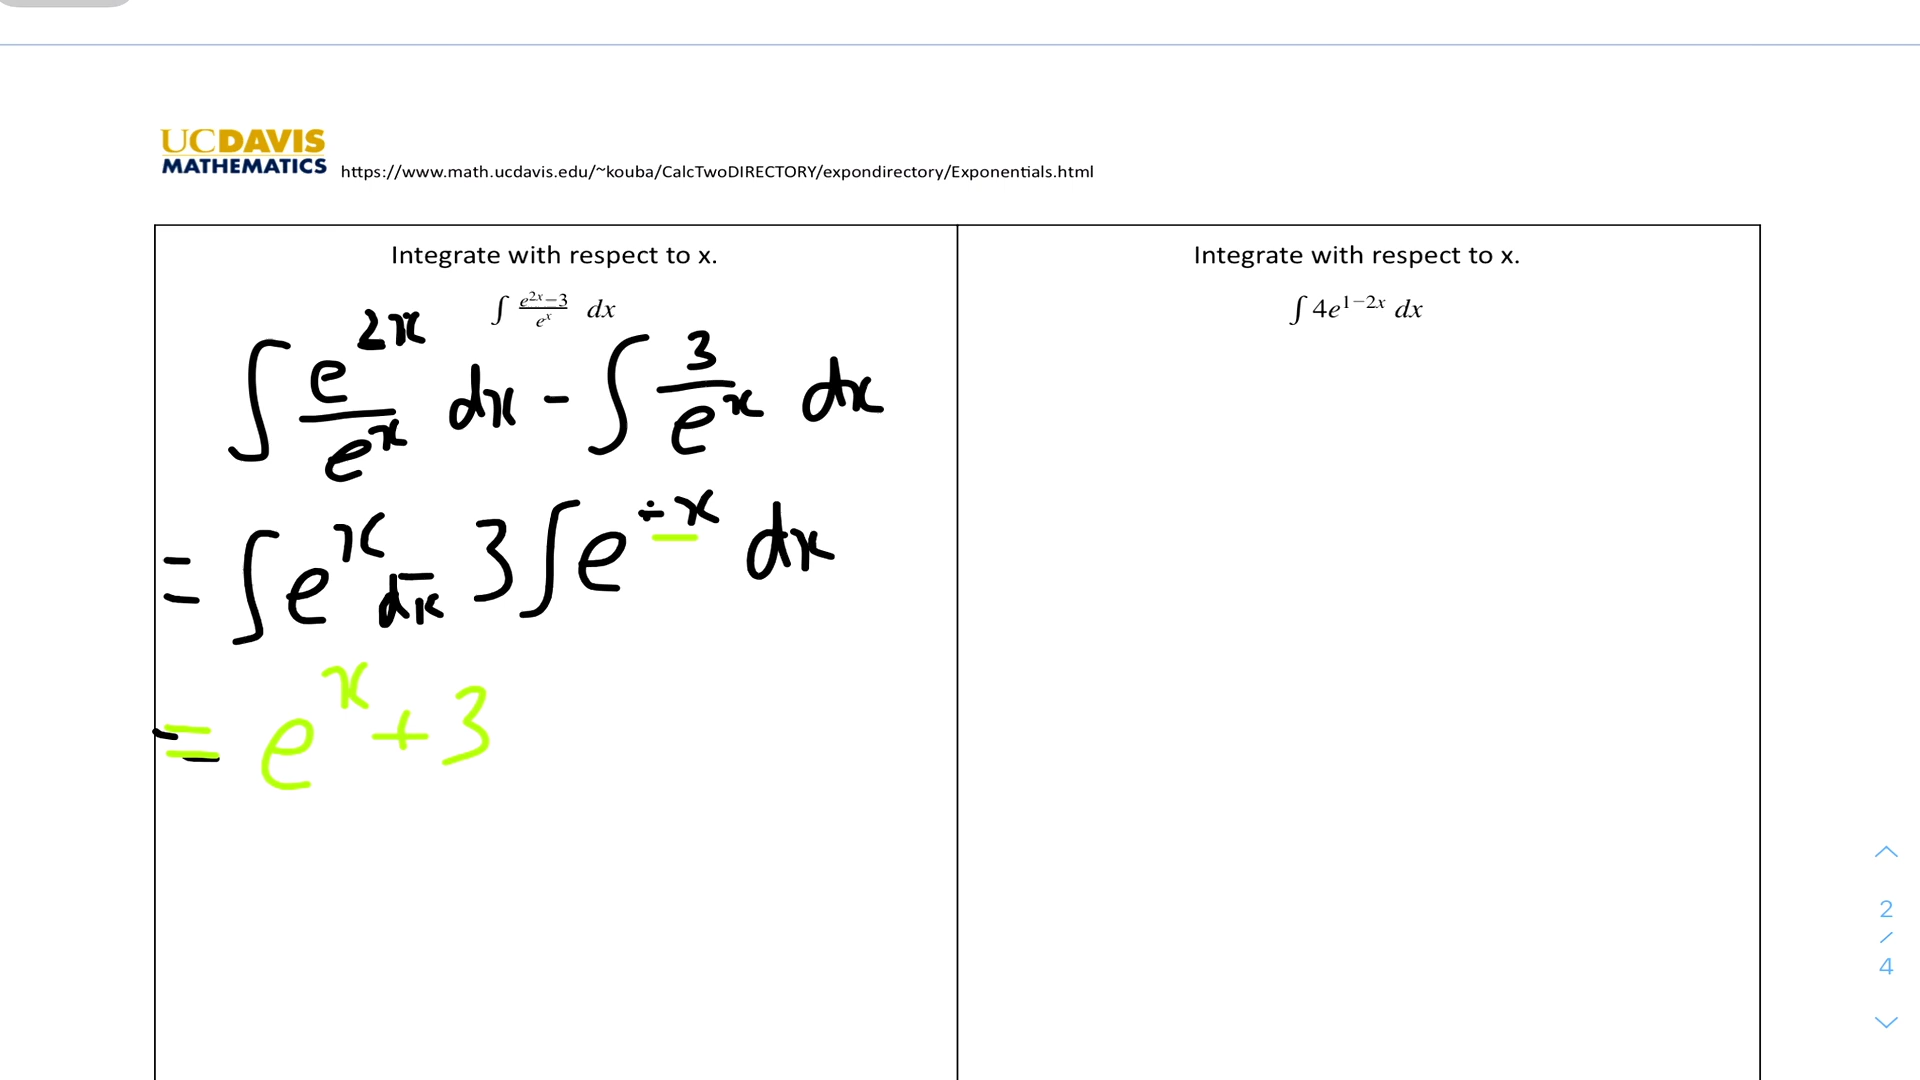 UCDAVIS
MATHEMATICS https://www.math.ucdavis.edu/~kouba/CalcTwoDIRECTORY/expondirectory/Exponentials.html
Integrate with respect to x.
∫ (e^{2x}−3)/(e^x) dx
∫ e^{2x}/e^x dx - ∫ 3/e^x dx
= ∫ e^x dx − 3 ∫ e^{÷x} dx
= e^x + 3
Integrate with respect to x.
∫ 4e^{1−2x} dx
2
/
4